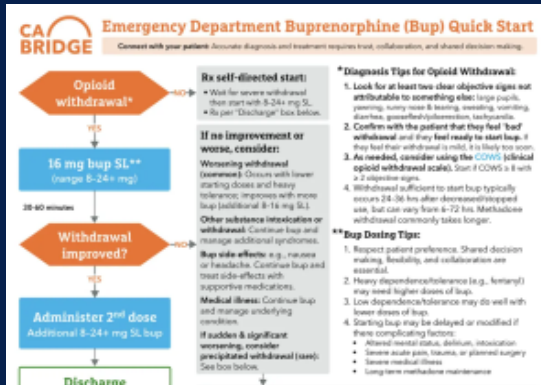 CA
BRIDGE
Emergency Department Buprenorphine (Bup) Quick Start
Connect with your patient: Accurate diagnosis and treatment requires trust, collaboration, and shared decision making.
Opioid
withdrawal*
NO
YES
16 mg bup SL**
(range 8-24+ mg)
30-60 minutes
Withdrawal
improved?
NO
YES
Administer 2nd dose
Additional 8-24+ mg SL bup
Discharge
Rx self-directed start:
• Wait for severe withdrawal
then start with 8-24+ mg SL.
• Rx per "Discharge" box below.
If no improvement or
worse, consider:
Worsening withdrawal
(common): Occurs with lower
starting doses and heavy
tolerance; improves with more
bup (additional 8-16 mg SL).
Other substance intoxication or
withdrawal: Continue bup and
manage additional syndromes.
Bup side effects: e.g., nausea
or headache. Continue bup and
treat side-effects with
supportive medications.
Medical illness: Continue bup
and manage underlying
condition.
If sudden & significant
worsening, consider
precipitated withdrawal (rare):
See box below.
*Diagnosis Tips for Opioid Withdrawal:
1. Look for at least two clear objective signs not
attributable to something else: large pupils,
yawning, runny nose & tearing, sweating, vomiting,
diarrhea, gooseflesh/piloerection, tachycardia.
2. Confirm with the patient that they feel 'bad'
withdrawal and they feel ready to start bup. If
they feel their withdrawal is mild, it is likely too soon.
3. As needed, consider using the COWS (clinical
opioid withdrawal scale). Start if COWS ≥ 8 with
≥ 2 objective signs.
4. Withdrawal sufficient to start bup typically
occurs 24-36 hrs after decreased/stopped
use, but can vary from 6-72 hrs. Methadone
withdrawal commonly takes longer.
**Bup Dosing Tips:
1. Respect patient preference. Shared decision
making, flexibility, and collaboration are
essential.
2. Heavy dependence/tolerance (e.g., fentanyl)
may need higher doses of bup.
3. Low dependence/tolerance may do well with
lower doses of bup.
4. Starting bup may be delayed or modified if
there complicating factors:
• Altered mental status, delirium, intoxication
• Severe acute pain, trauma, or planned surgery
• Severe medical illness
• Long-term methadone maintenance